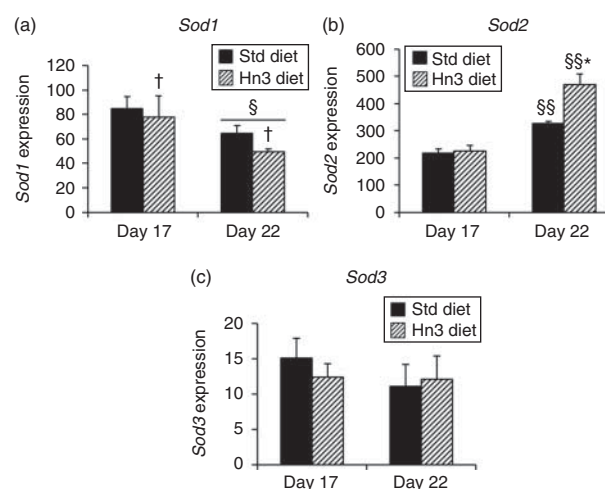 (a)
Sod1
Std diet
Hn3 diet
Sod1 expression
120
100
80
60
40
20
0
†
§
†
Day 17
Day 22
(b)
Sod2
Std diet
Hn3 diet
Sod2 expression
600
500
400
300
200
100
0
§§
§§*
Day 17
Day 22
(c)
Sod3
Std diet
Hn3 diet
Sod3 expression
20
15
10
5
0
Day 17
Day 22